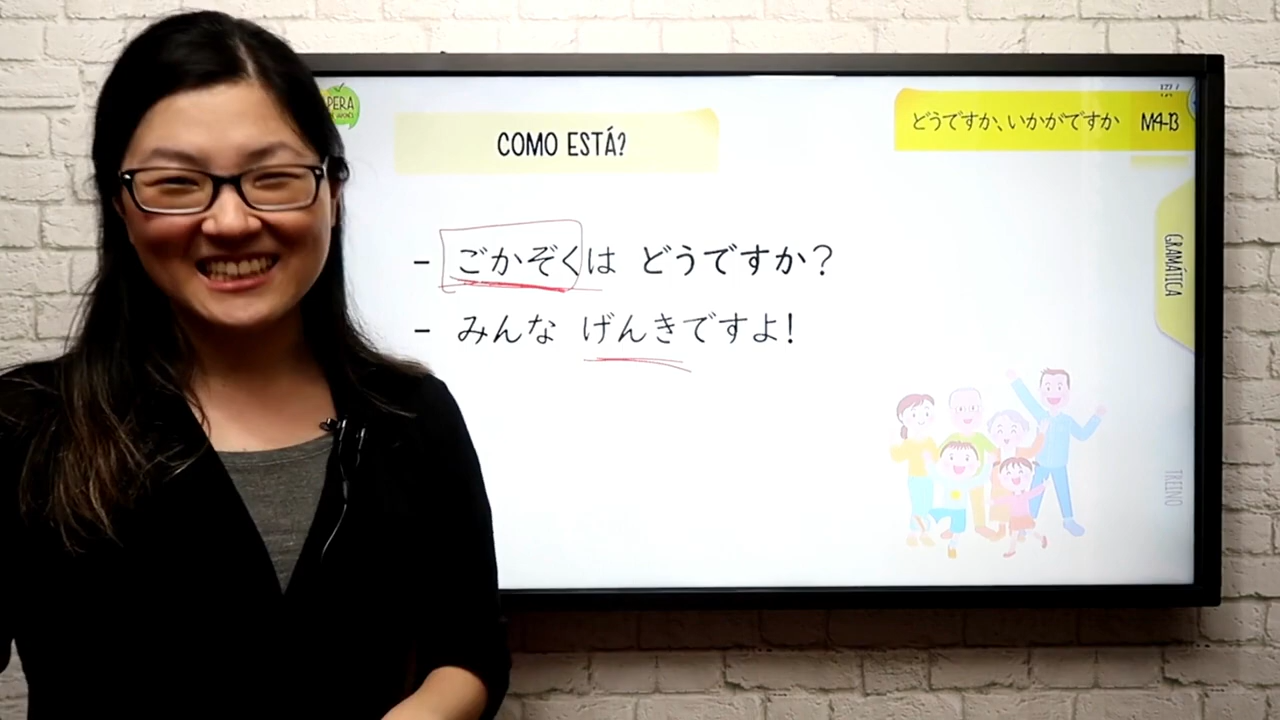 PERA
COMO ESTÁ?
どうですか、いかがですか M4-13
- ごかぞくは どうですか?
- みんな げんきですよ!
GRAMÁTICA
TREINO